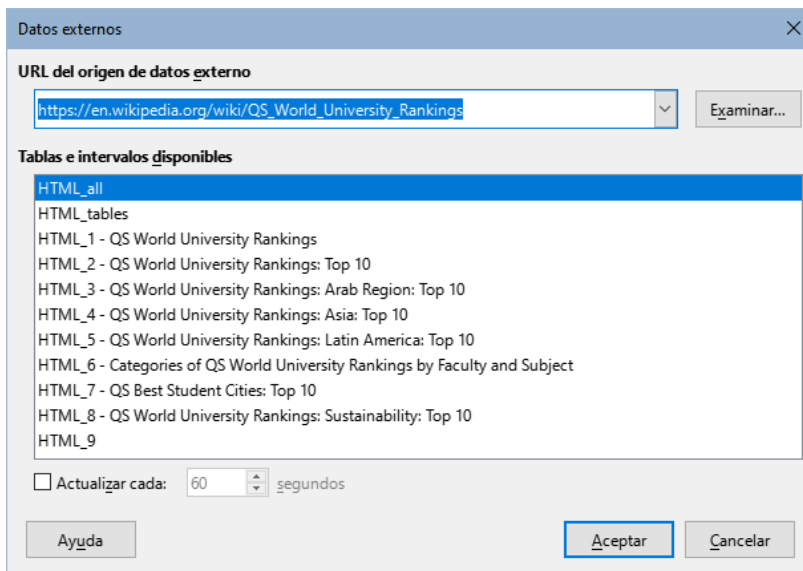 Datos externos
URL del origen de datos externo
https://en.wikipedia.org/wiki/QS_World_University_Rankings
Examinar...
Tablas e intervalos disponibles
HTML_all
HTML_tables
HTML_1 - QS World University Rankings
HTML_2 - QS World University Rankings: Top 10
HTML_3 - QS World University Rankings: Arab Region: Top 10
HTML_4 - QS World University Rankings: Asia: Top 10
HTML_5 - QS World University Rankings: Latin America: Top 10
HTML_6 - Categories of QS World University Rankings by Faculty and Subject
HTML_7 - QS Best Student Cities: Top 10
HTML_8 - QS World University Rankings: Sustainability: Top 10
HTML_9
Actualizar cada: 60 segundos
Ayuda Aceptar Cancelar